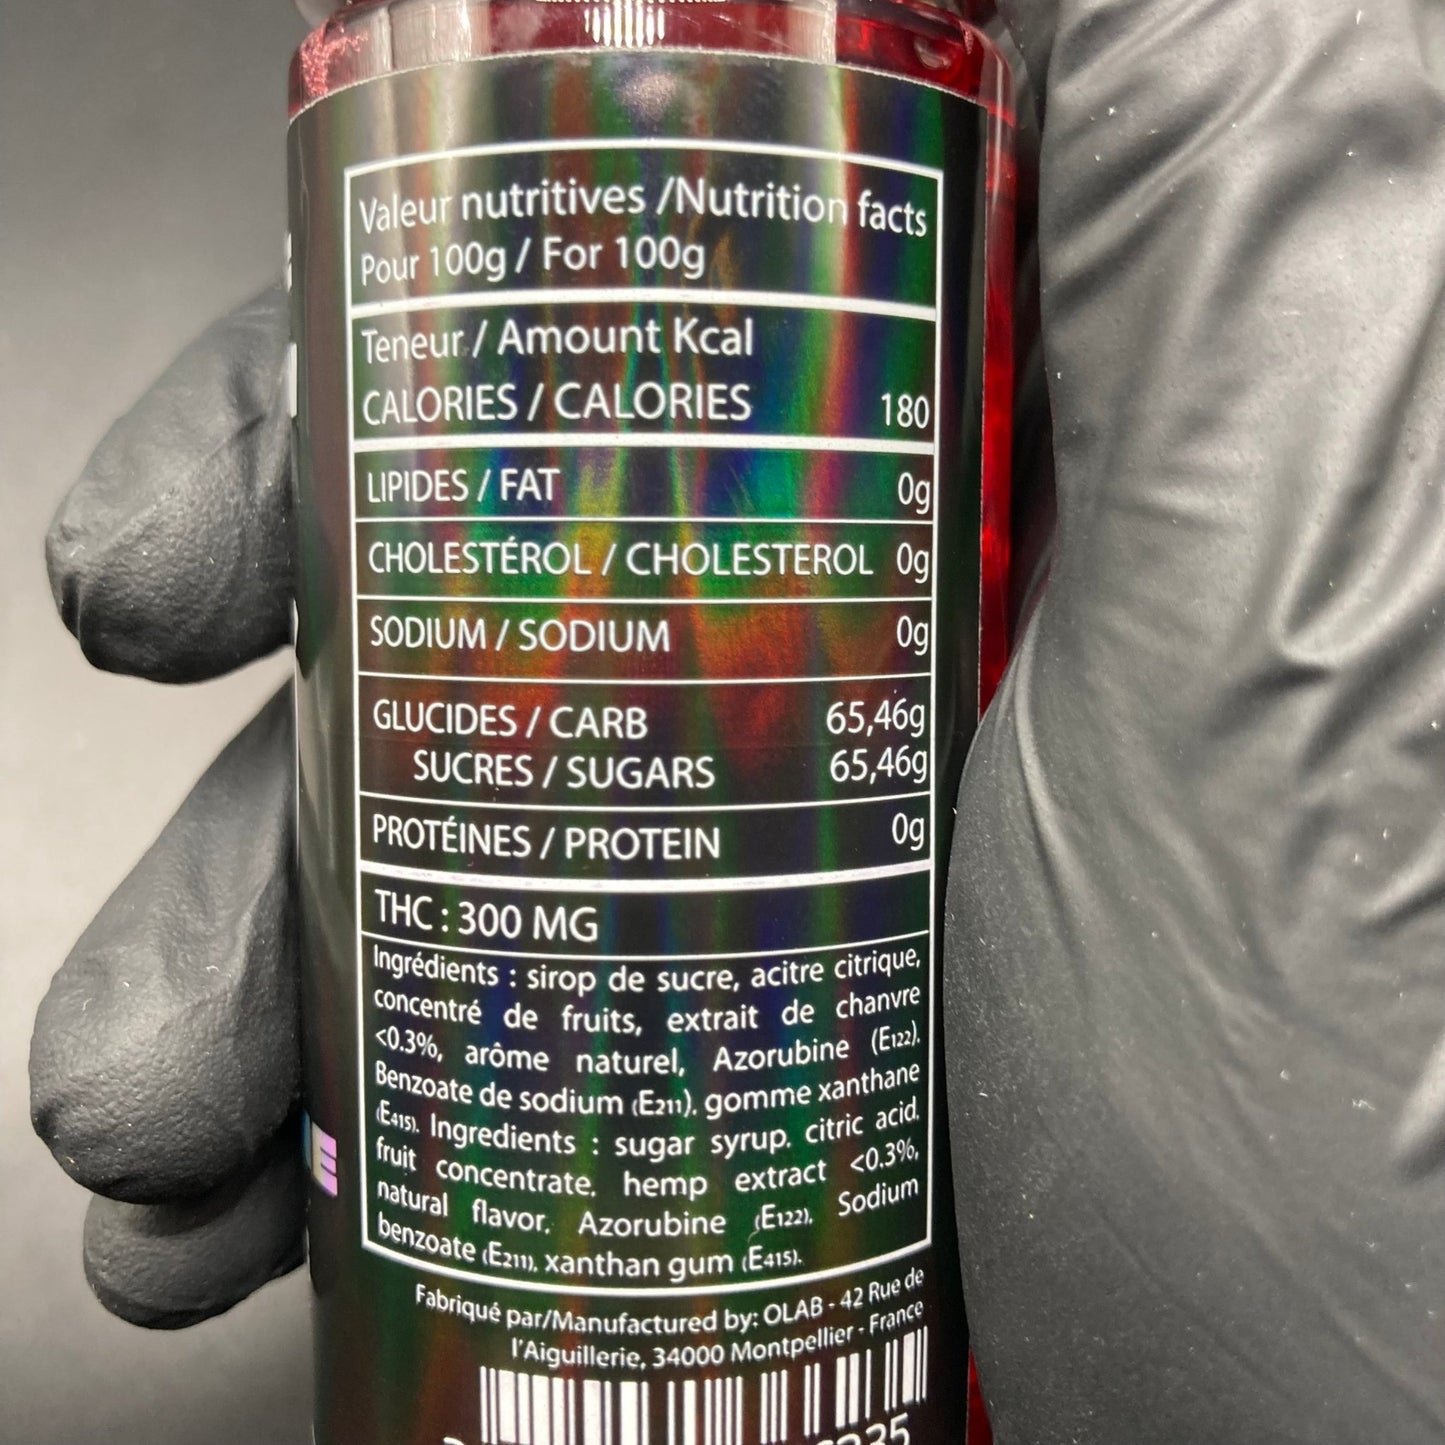 Valeur nutritives /Nutrition facts
Pour 100g / For 100g
Teneur / Amount Kcal
CALORIES / CALORIES 180
LIPIDES / FAT 0g
CHOLESTÉROL / CHOLESTEROL 0g
SODIUM / SODIUM 0g
GLUCIDES / CARB 65,46g
SUCRES / SUGARS 65,46g
PROTÉINES / PROTEIN 0g
THC : 300 MG
Ingrédients : sirop de sucre, acitre citrique,
concentré de fruits, extrait de chanvre
<0.3%, arôme naturel, Azorubine (E122).
Benzoate de sodium (E211). gomme xanthane
(E415). Ingredients : sugar syrup. citric acid.
fruit concentrate. hemp extract <0.3%.
natural flavor. Azorubine (E122). Sodium
benzoate (E211). xanthan gum (E415).
Fabriqué par/Manufactured by: OLAB - 42 Rue de
l'Aiguillerie, 34000 Montpellier - France